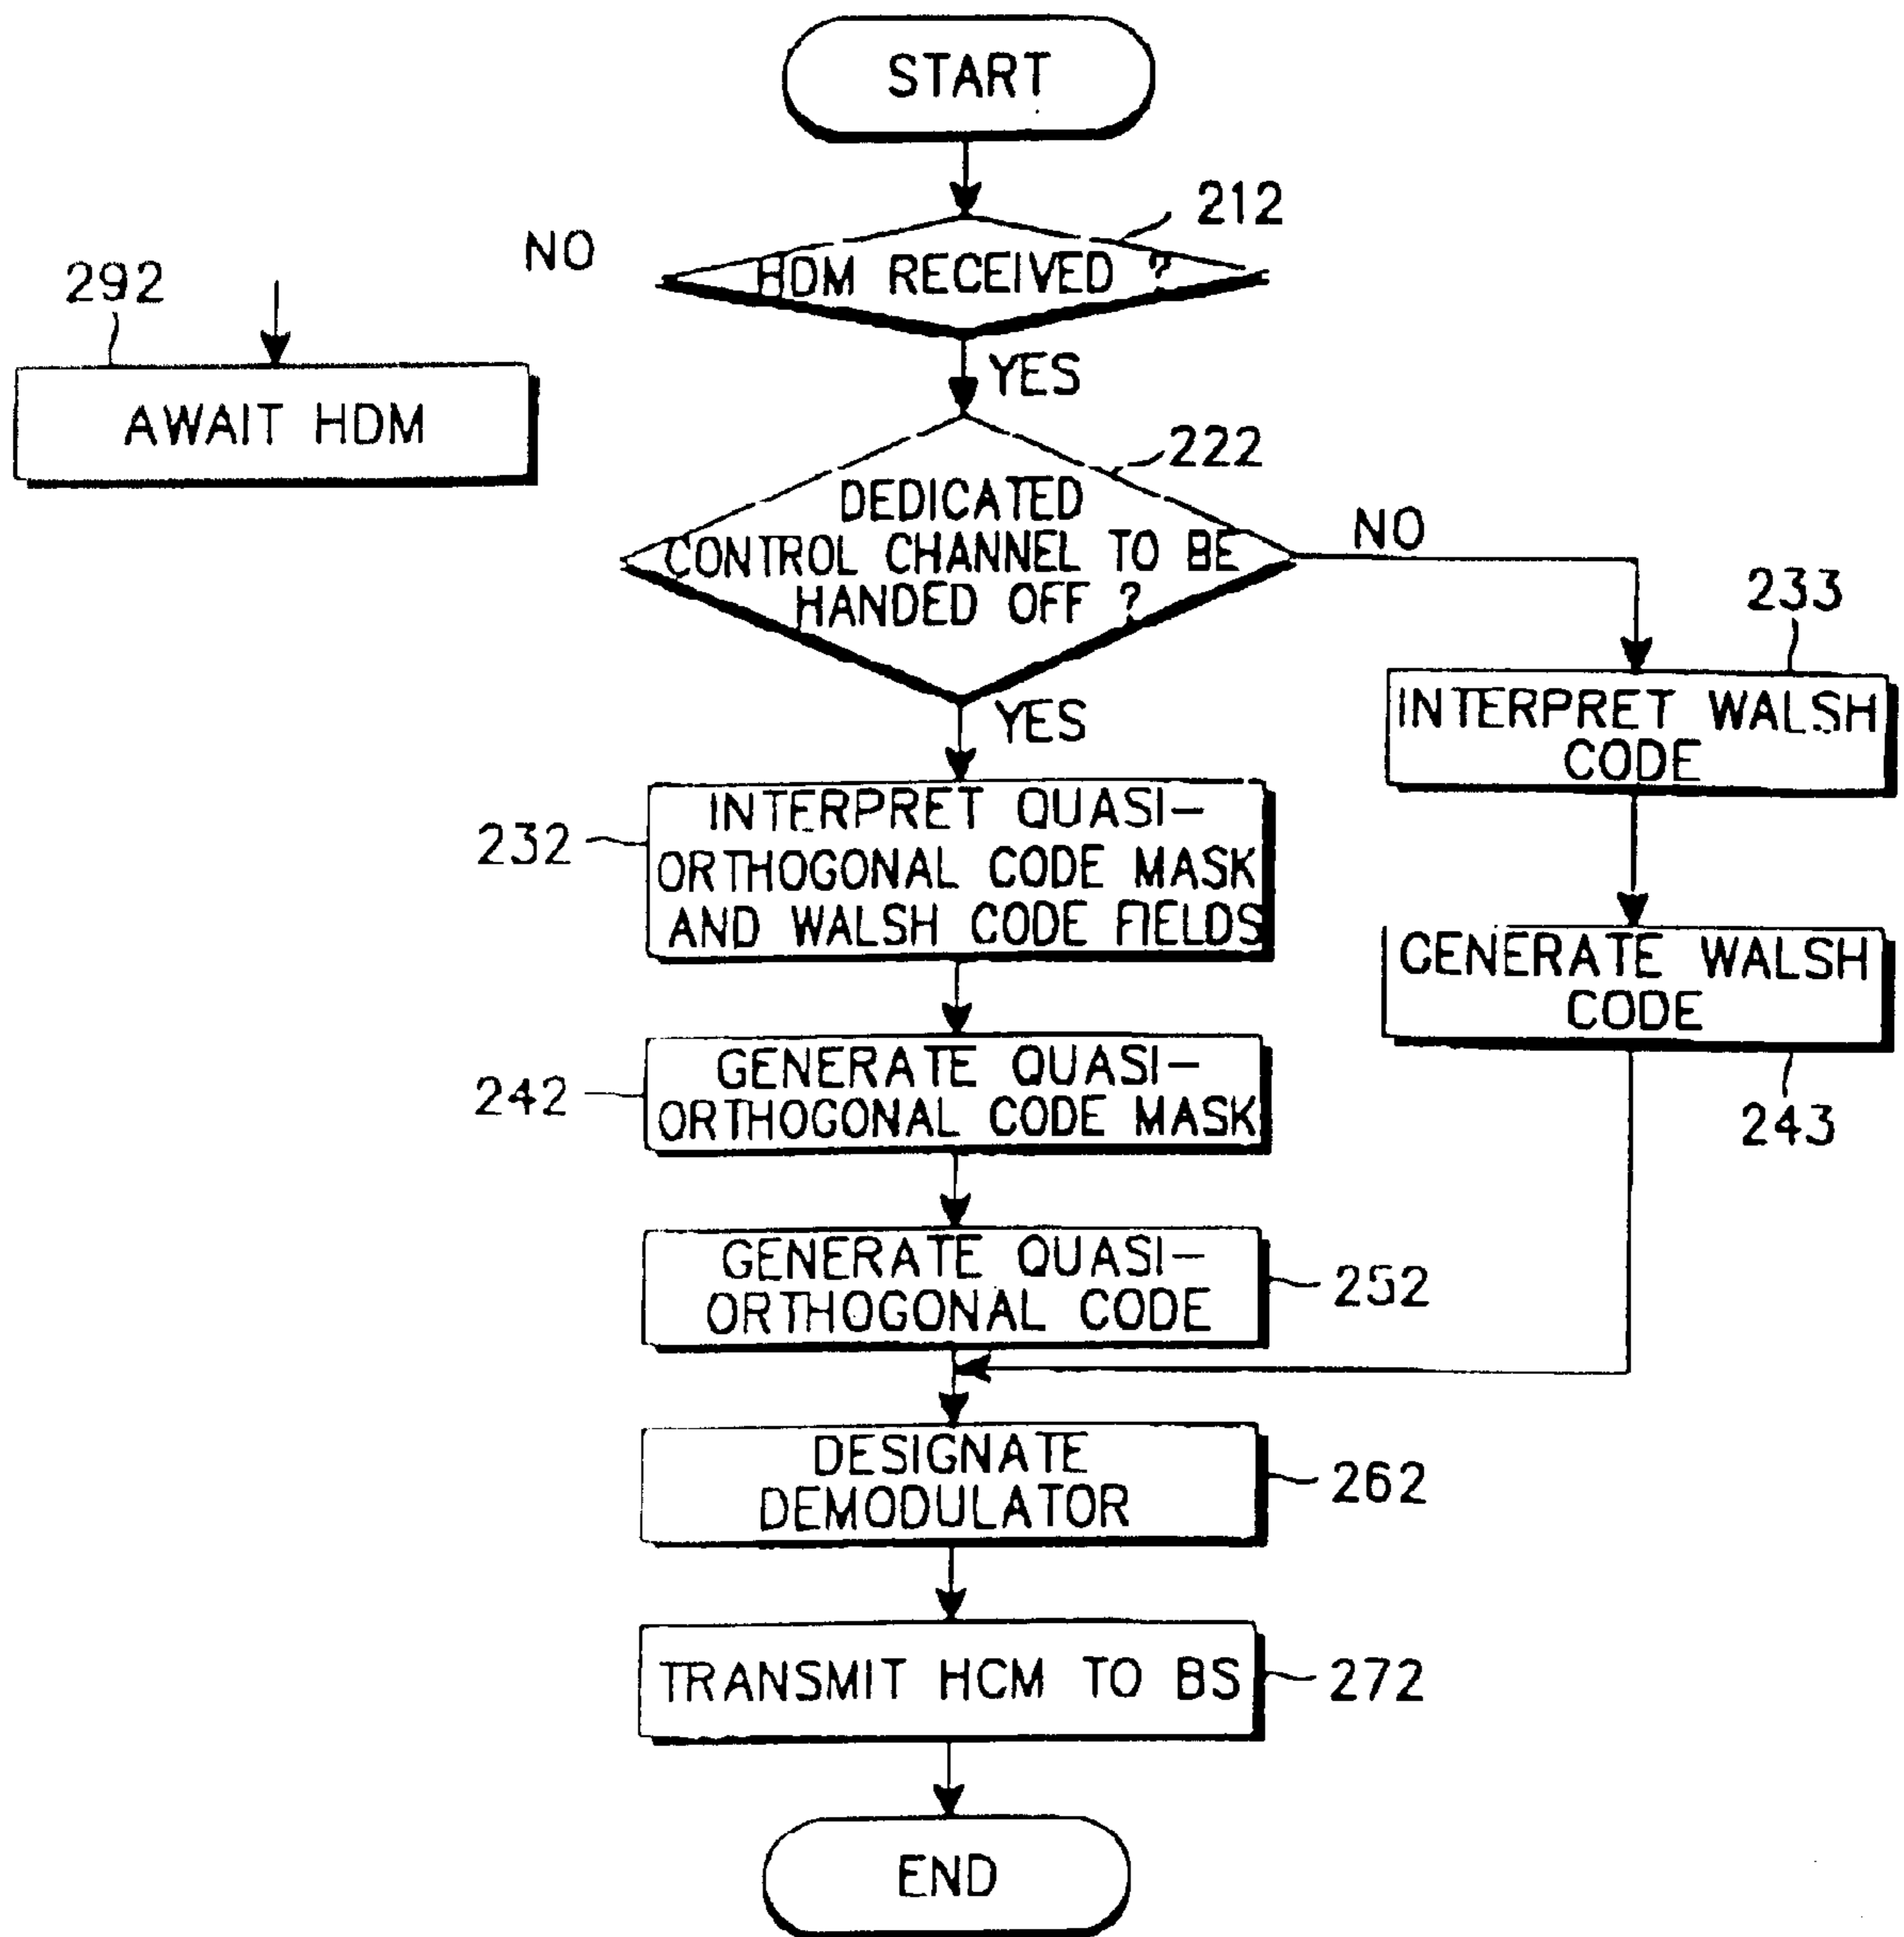 START
212
NO
HDM RECEIVED ?
292
YES
AWAIT HDM
222
DEDICATED
CONTROL CHANNEL TO BE
HANDED OFF ?
NO
233
YES
INTERPRET WALSH
CODE
232
INTERPRET QUASI-
ORTHOGONAL CODE MASK
AND WALSH CODE FIELDS
GENERATE WALSH
CODE
243
242
GENERATE QUASI-
ORTHOGONAL CODE MASK
GENERATE QUASI-
ORTHOGONAL CODE
252
DESIGNATE
DEMODULATOR
262
TRANSMIT HCM TO BS
272
END